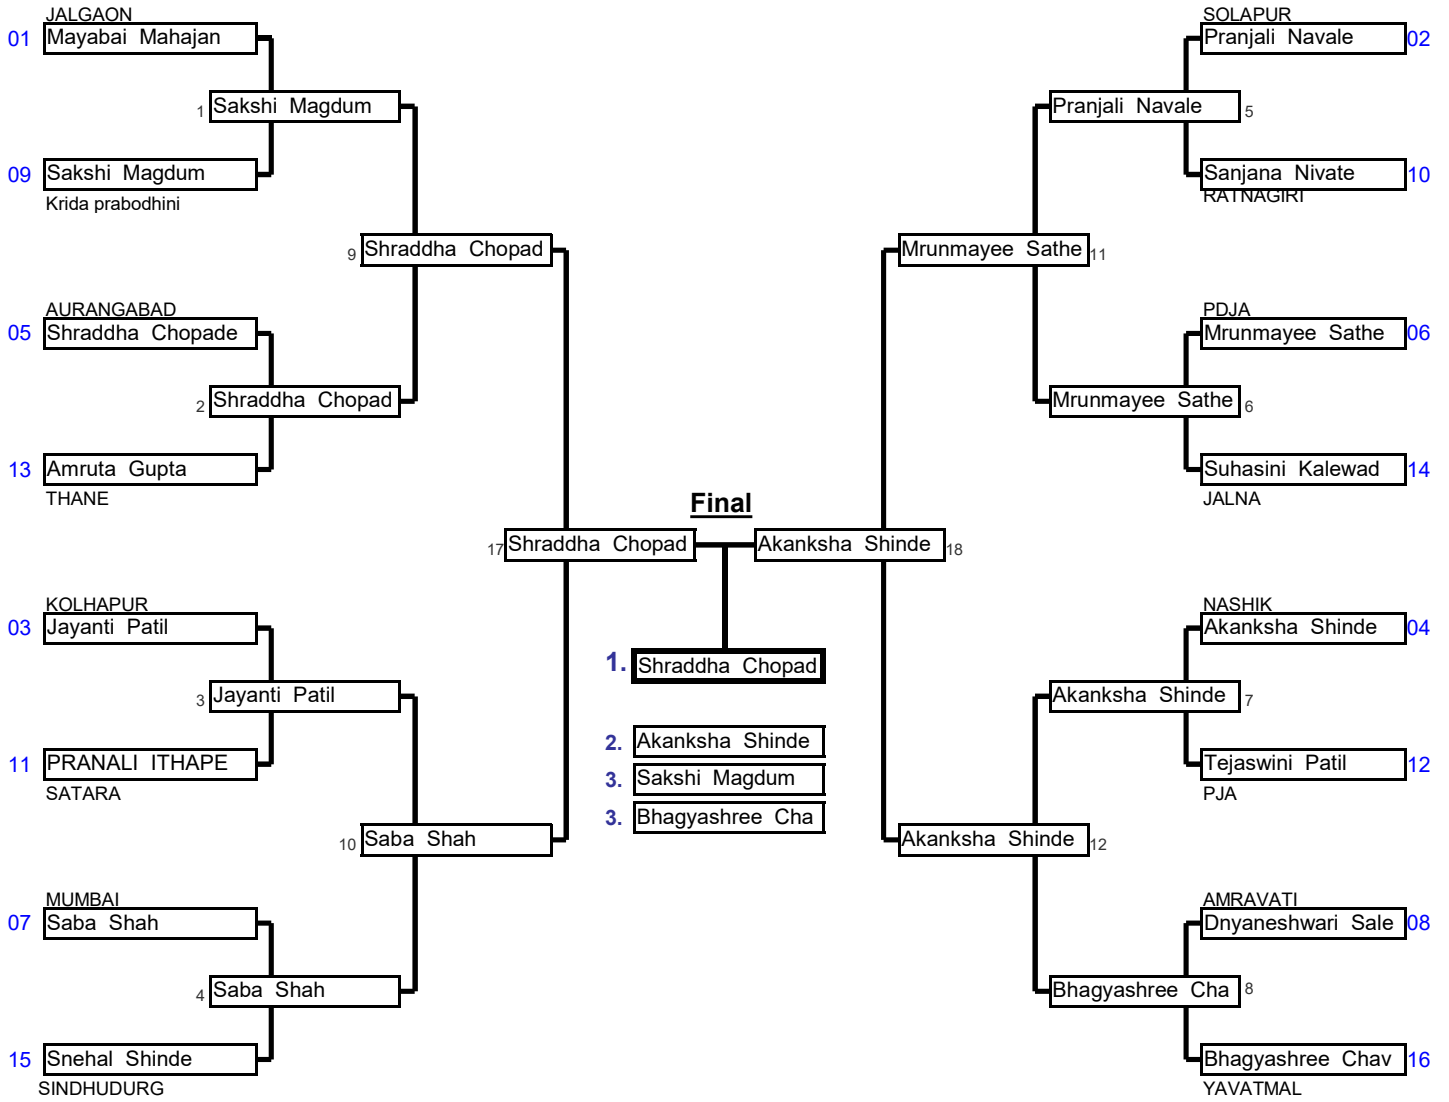 JALGAON
01 Mayabai Mahajan
1 Sakshi Magdum
09 Sakshi Magdum
Krida prabodhini
9 Shraddha Chopad
AURANGABAD
05 Shraddha Chopade
2 Shraddha Chopad
13 Amruta Gupta
THANE
17 Shraddha Chopad
KOLHAPUR
03 Jayanti Patil
3 Jayanti Patil
11 PRANALI ITHAPE
SATARA
10 Saba Shah
MUMBAI
07 Saba Shah
4 Saba Shah
15 Snehal Shinde
SINDHUDURG
Final
1. Shraddha Chopad
2. Akanksha Shinde
3. Sakshi Magdum
3. Bhagyashree Cha
SOLAPUR
Pranjali Navale 02
Pranjali Navale 5
Sanjana Nivate 10
RATNAGIRI
Mrunmayee Sathe 11
PDJA
Mrunmayee Sathe 06
Mrunmayee Sathe 6
Suhasini Kalewad 14
JALNA
Akanksha Shinde 18
NASHIK
Akanksha Shinde 04
Akanksha Shinde 7
Tejaswini Patil 12
PJA
Akanksha Shinde 12
AMRAVATI
Dnyaneshwari Sale 08
Bhagyashree Cha 8
Bhagyashree Chav 16
YAVATMAL